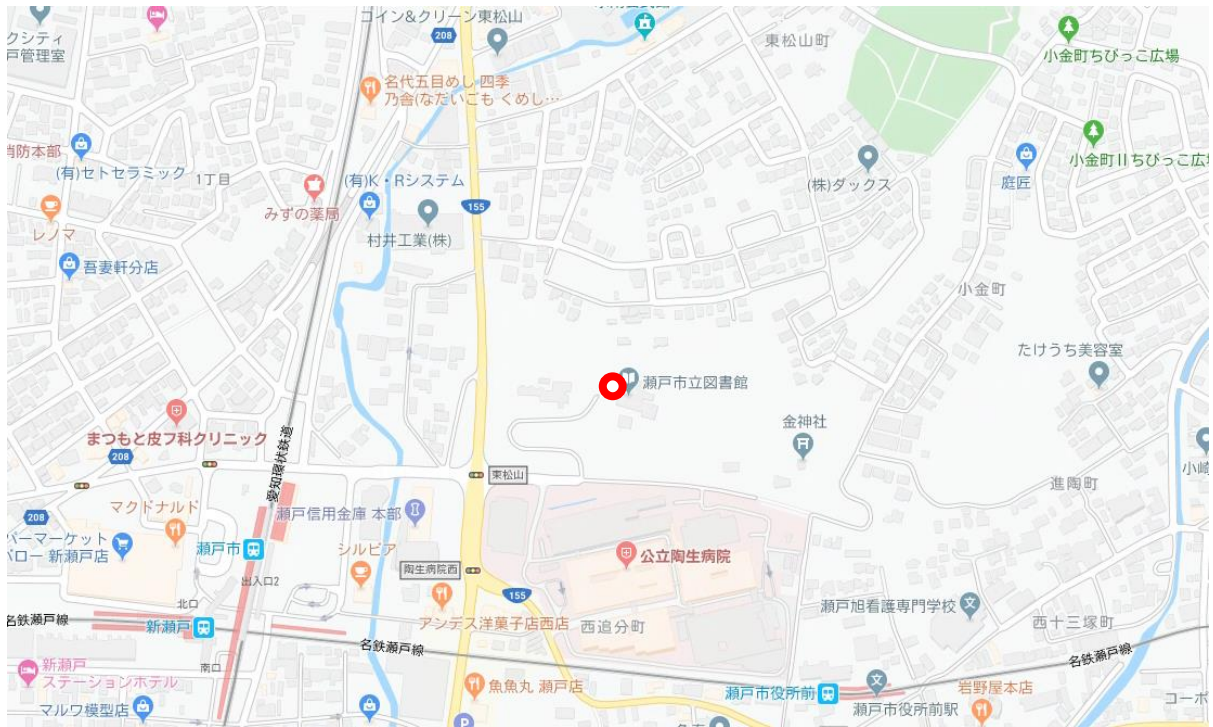 コイン&クリーン東松山
クシティ
戸管理室
208
東松山町
小金町ちびっこ広場
名代五目めし 四季
乃舎(なだいごも くめし…
消防本部
(有)セトセラミック
1丁目
(有)K・Rシステム
みずの薬局
155
村井工業(株)
(株)ダックス
庭匠
小金町IIちびっこ広場
レノマ
吾妻軒分店
小金町
たけうち美容室
瀬戸市立図書館
金神社
まつもと皮フ科クリニック
208
愛知環状鉄道
東松山
小崎
進陶町
マクドナルド
208
瀬戸信用金庫 本部
ーパーマーケット
バロー 新瀬戸店
瀬戸市
シルビア
出入口2
陶生病院西
公立陶生病院
155
北口
アンデス洋菓子店西店
西追分町
瀬戸旭看護専門学校
西十三塚町
名鉄瀬戸線
新瀬戸
名鉄瀬戸線
名鉄瀬戸線
南口
新瀬戸
ステーションホテル
魚魚丸 瀬戸店
瀬戸市役所前
岩野屋本店
マルワ模型店
瀬戸市役所前駅
コーポ
P